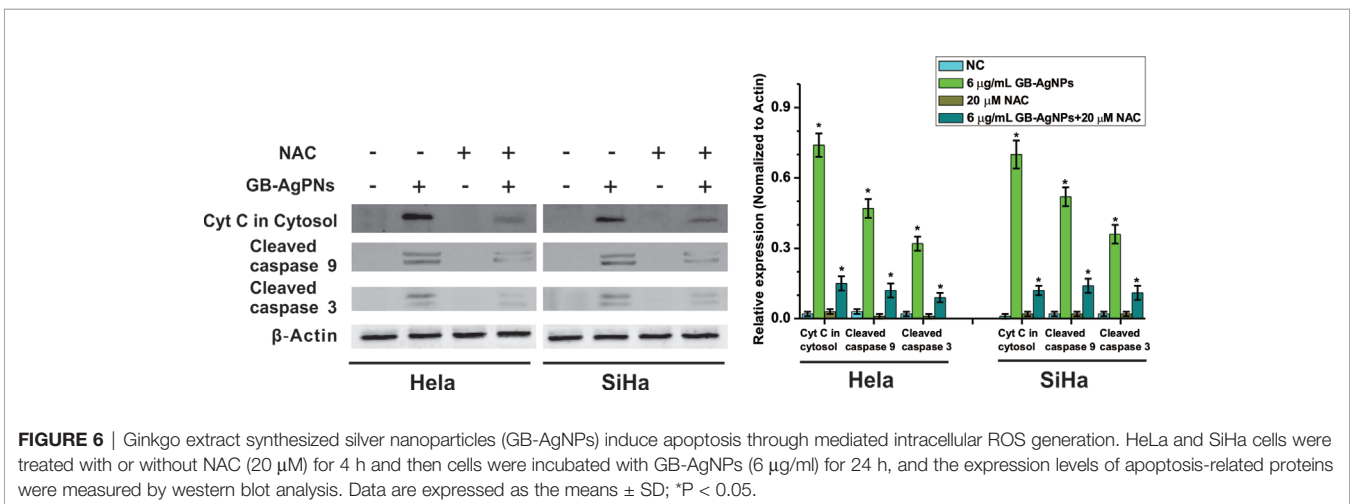 NAC - - + + - - + +
GB-AgPNs - + - + - + - +
Cyt C in Cytosol
Cleaved
caspase 9
Cleaved
caspase 3
β-Actin
Hela SiHa
NC
6 μg/mL GB-AgNPs
20 μM NAC
6 μg/mL GB-AgNPs+20 μM NAC
Relative expression (Nomalized to Actin)
0.9
0.6
0.3
0.0
* * * * * * * * * * * *
Cyt C in Cleaved Cleaved Cyt C in Cleaved Cleaved
cytosol caspase 9 caspase 3 cytosol caspase 9 caspase 3
Hela SiHa
FIGURE 6 | Ginkgo extract synthesized silver nanoparticles (GB-AgNPs) induce apoptosis through mediated intracellular ROS generation. HeLa and SiHa cells were
treated with or without NAC (20 μM) for 4 h and then cells were incubated with GB-AgNPs (6 μg/ml) for 24 h, and the expression levels of apoptosis-related proteins
were measured by western blot analysis. Data are expressed as the means ± SD; *P < 0.05.